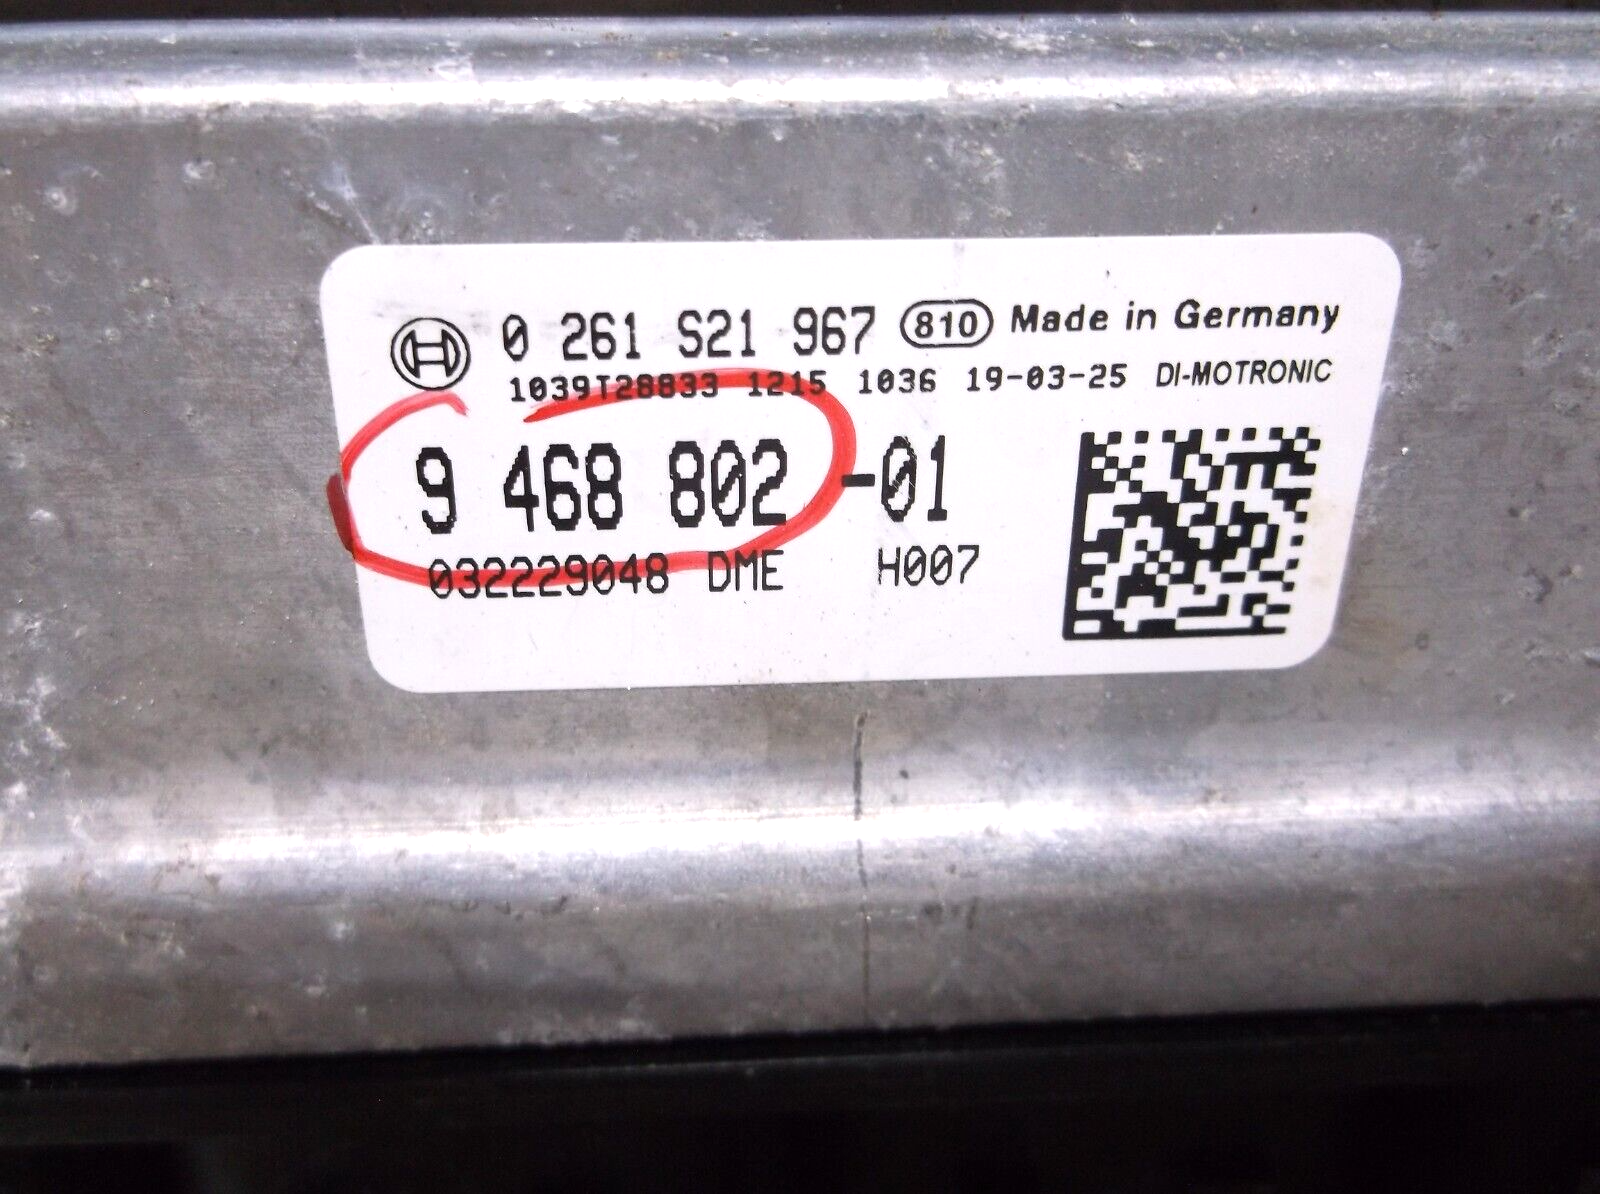 0 261 S21 967 810 Made in Germany
1039T28833 1215 1036 19-03-25 DI-MOTRONIC
9 468 802-01
032229048 DME H007